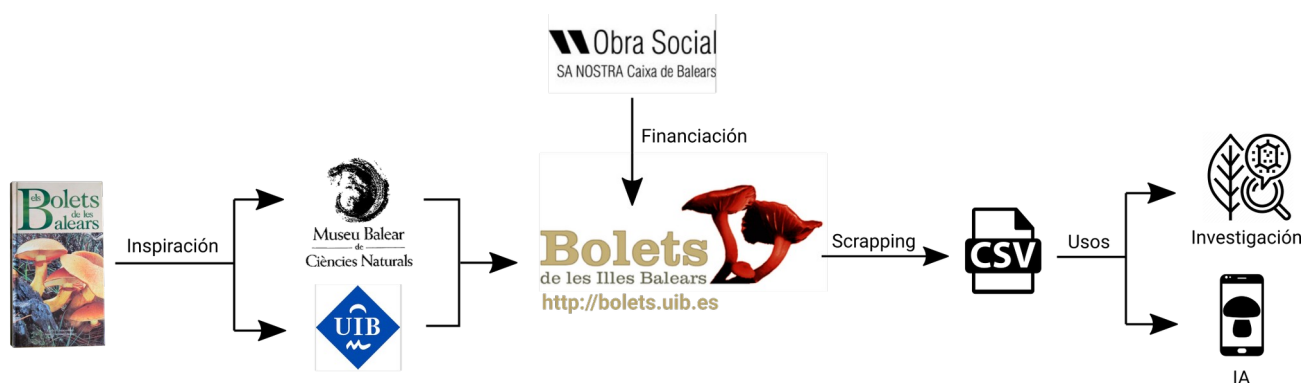 Obra Social
SA NOSTRA Caixa de Balears
Financiación
els
Bolets
de les
Balears
Inspiración
Museu Balear
de
Ciències Naturals
UIB
Bolets
de les Illes Balears
http://bolets.uib.es
Scrapping
CSV
Usos
Investigación
IA